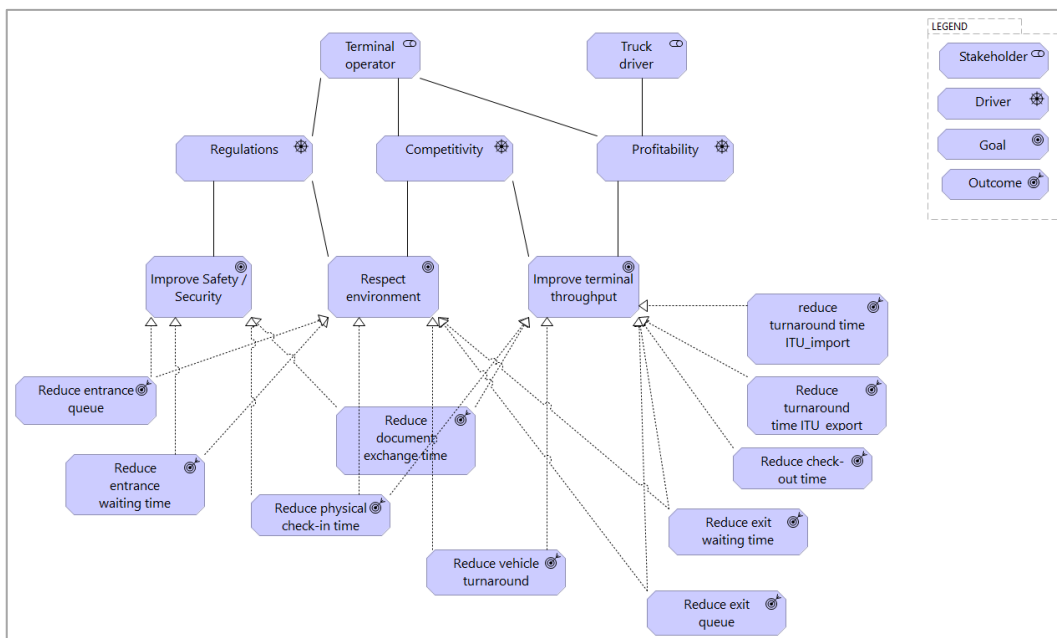 LEGEND
Terminal
operator
Truck
driver
Stakeholder
Driver
Regulations
Competitivity
Profitability
Goal
Outcome
Improve Safety /
Security
Respect
environment
Improve terminal
throughput
reduce
turnaround time
ITU_import
Reduce entrance
queue
Reduce
turnaround
time ITU_export
Reduce
document
exchange time
Reduce
entrance
waiting time
Reduce check-
out time
Reduce physical
check-in time
Reduce exit
waiting time
Reduce vehicle
turnaround
Reduce exit
queue